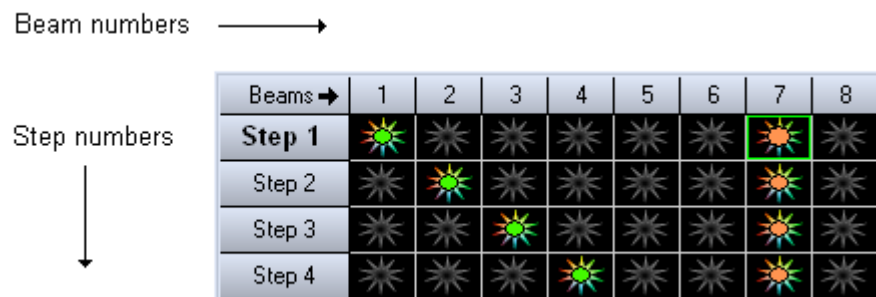 Beam numbers
Beams 1 2 3 4 5 6 7 8
Step numbers
Step 1
Step 2
Step 3
Step 4